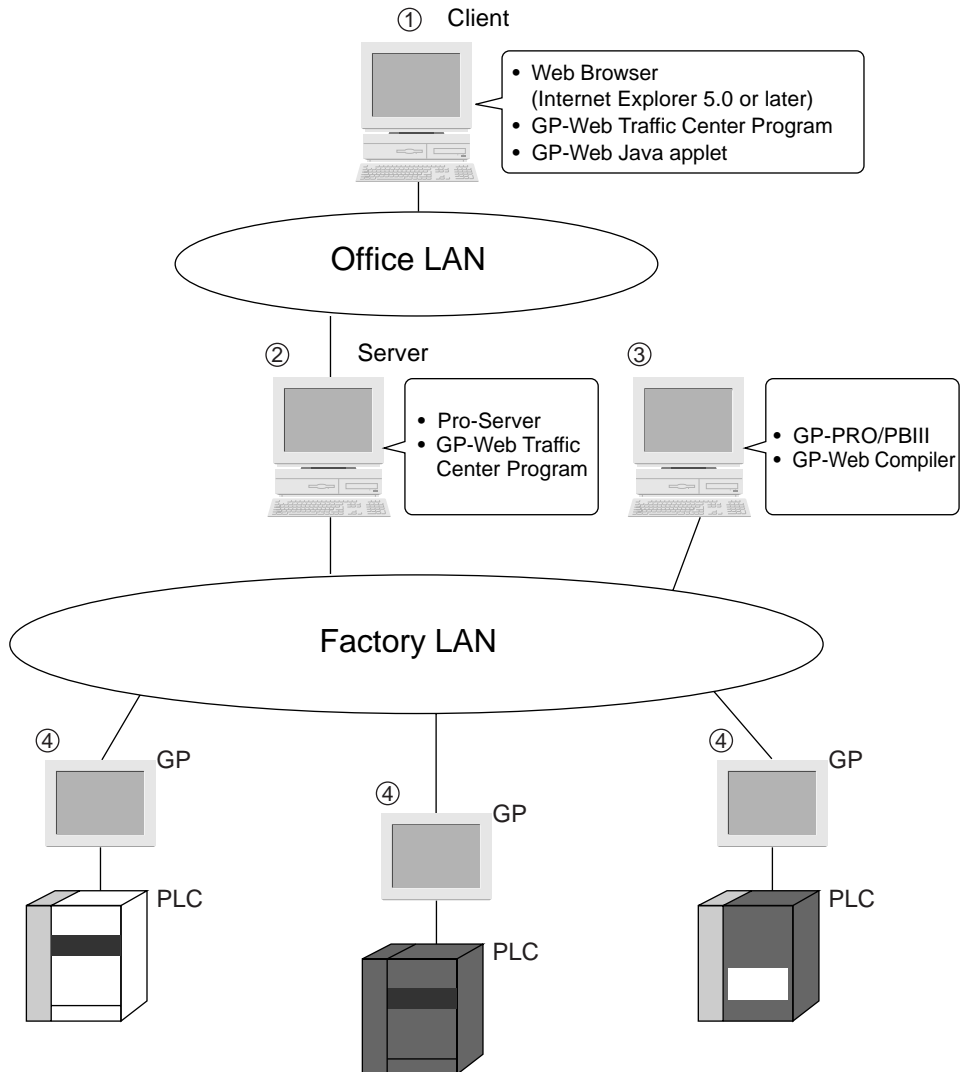 ① Client
• Web Browser
(Internet Explorer 5.0 or later)
• GP-Web Traffic Center Program
• GP-Web Java applet
Office LAN
② Server
• Pro-Server
• GP-Web Traffic
Center Program
③
• GP-PRO/PBIII
• GP-Web Compiler
Factory LAN
④ GP
PLC
④ GP
PLC
④ GP
PLC